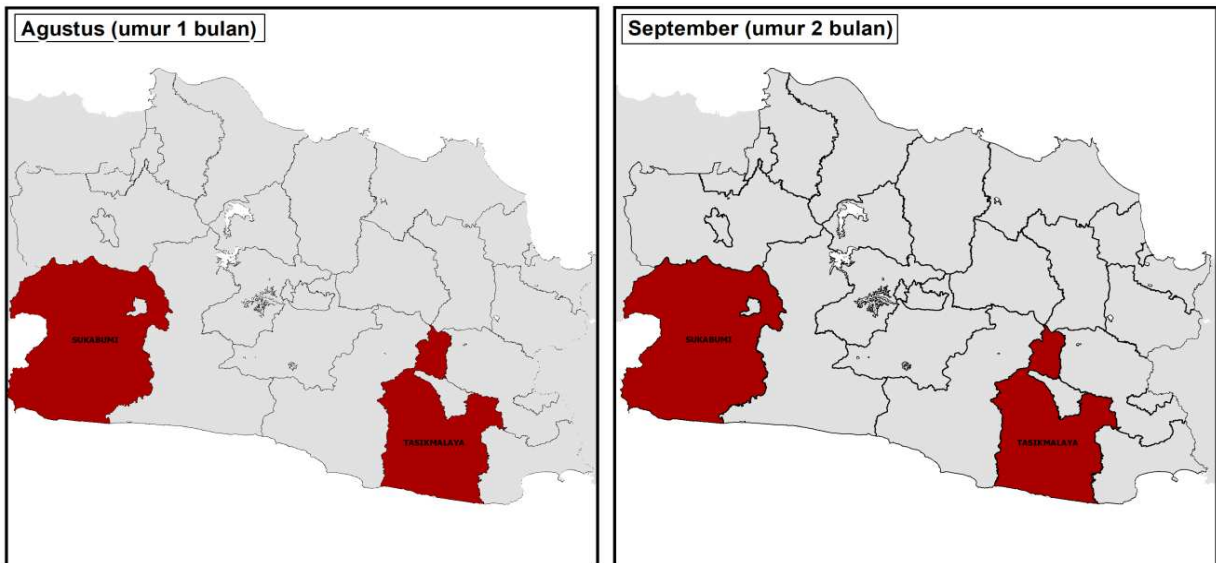 Agustus (umur 1 bulan)
SUKABUMI
TASIKMALAYA
September (umur 2 bulan)
SUKABUMI
TASIKMALAYA